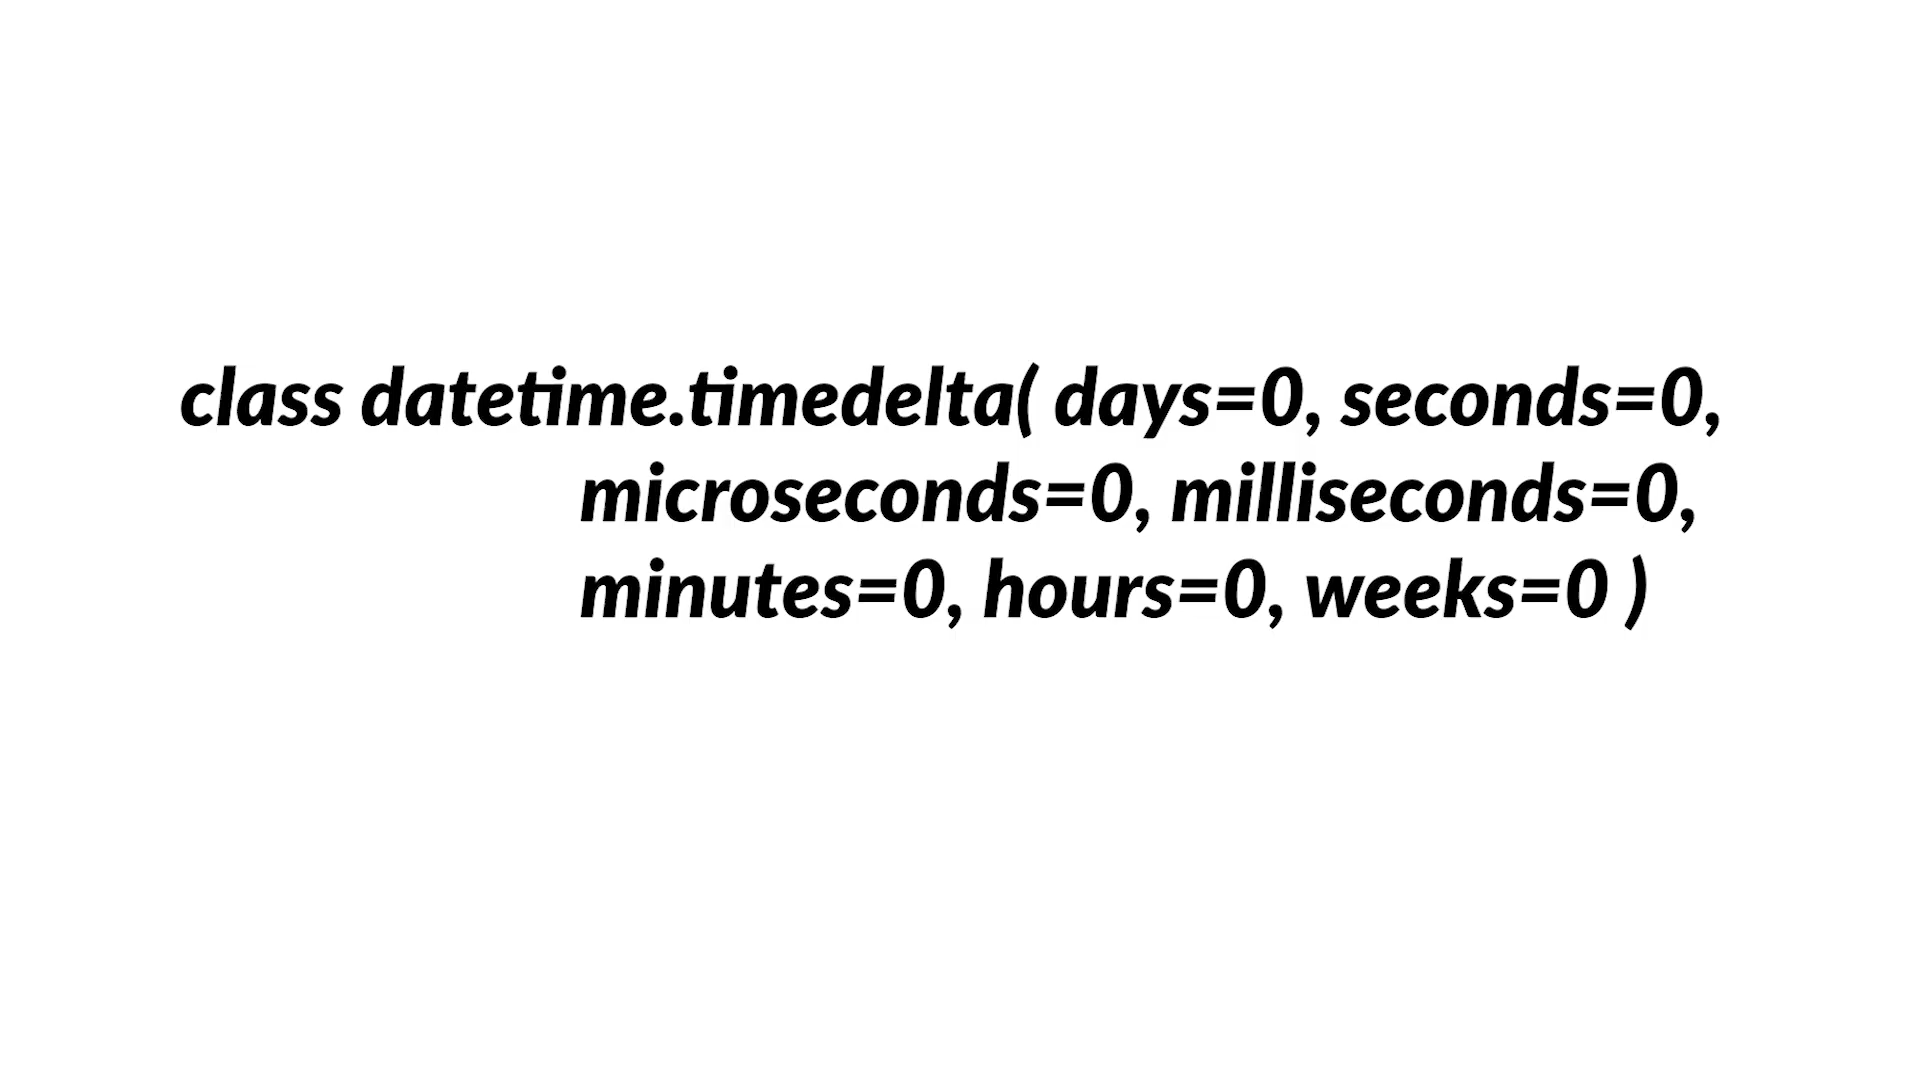 class datetime.timedelta( days=0, seconds=0,
microseconds=0, milliseconds=0,
minutes=0, hours=0, weeks=0 )